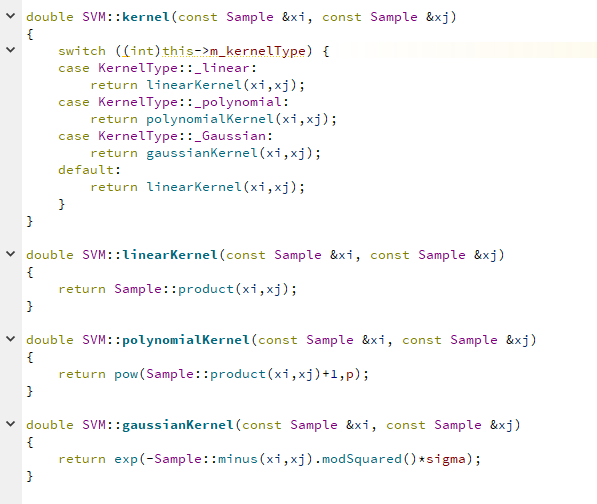 double SVM::kernel(const Sample &xi, const Sample &xj)
{
    switch ((int)this->m_kernelType) {
    case KernelType::_linear:
        return linearKernel(xi,xj);
    case KernelType::_polynomial:
        return polynomialKernel(xi,xj);
    case KernelType::_Gaussian:
        return gaussianKernel(xi,xj);
    default:
        return linearKernel(xi,xj);
    }
}
double SVM::linearKernel(const Sample &xi, const Sample &xj)
{
    return Sample::product(xi,xj);
}
double SVM::polynomialKernel(const Sample &xi, const Sample &xj)
{
    return pow(Sample::product(xi,xj)+1,p);
}
double SVM::gaussianKernel(const Sample &xi, const Sample &xj)
{
    return exp(-Sample::minus(xi,xj).modSquared()*sigma);
}